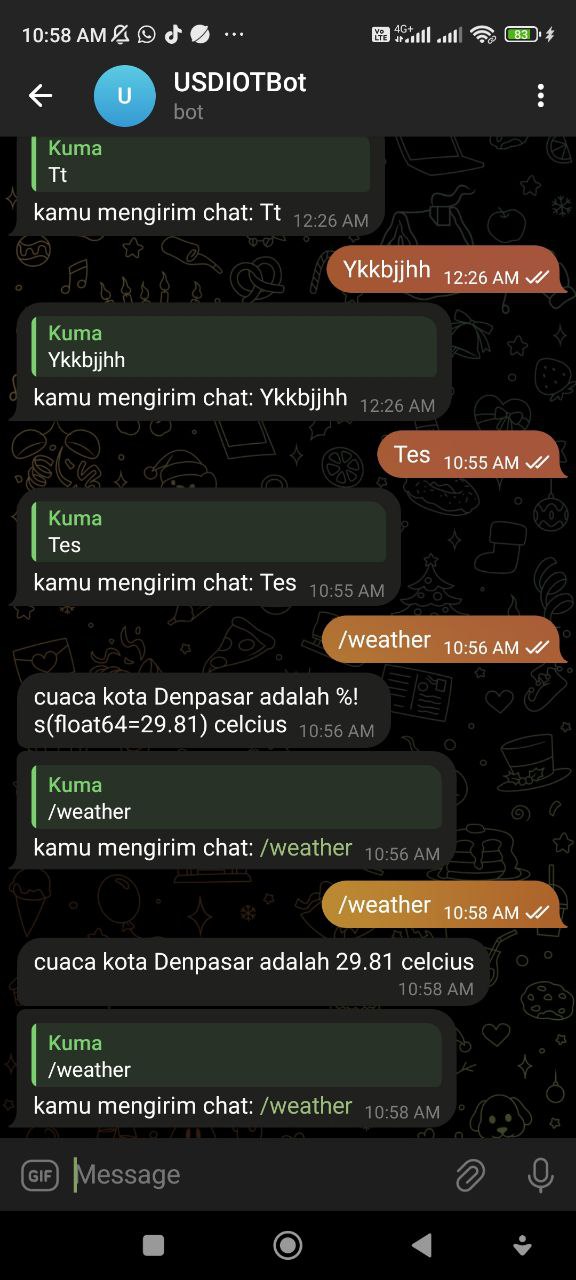 10:58 AM
Vo LTE 4G+ 83
U
USDIOTBot
bot
Kuma
Tt
kamu mengirim chat: Tt 12:26 AM
Ykkbjjhh 12:26 AM
Kuma
Ykkbjjhh
kamu mengirim chat: Ykkbjjhh 12:26 AM
Tes 10:55 AM
Kuma
Tes
kamu mengirim chat: Tes 10:55 AM
/weather 10:56 AM
cuaca kota Denpasar adalah %!
s(float64=29.81) celcius 10:56 AM
Kuma
/weather
kamu mengirim chat: /weather 10:56 AM
/weather 10:58 AM
cuaca kota Denpasar adalah 29.81 celcius
10:58 AM
Kuma
/weather
kamu mengirim chat: /weather 10:58 AM
GIF Message